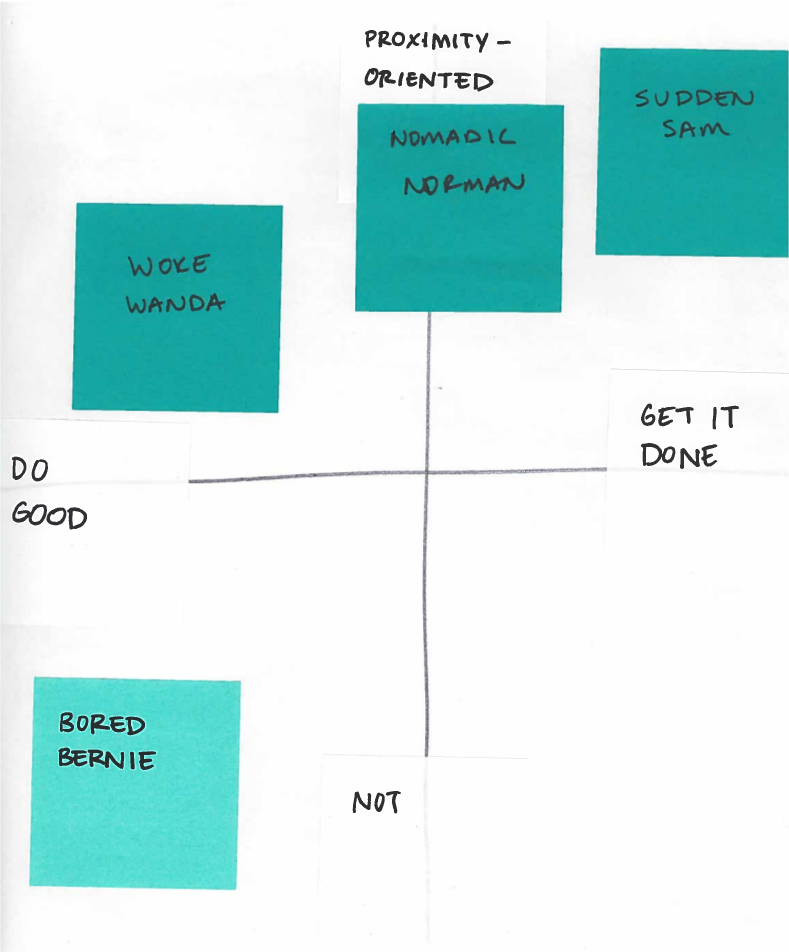 PROXIMITY-
ORIENTED
SUDDEN
SAM
NOMADIC
NORMAN
WOKE
WANDA
GET IT
DONE
DO
GOOD
BORED
BERNIE
NOT